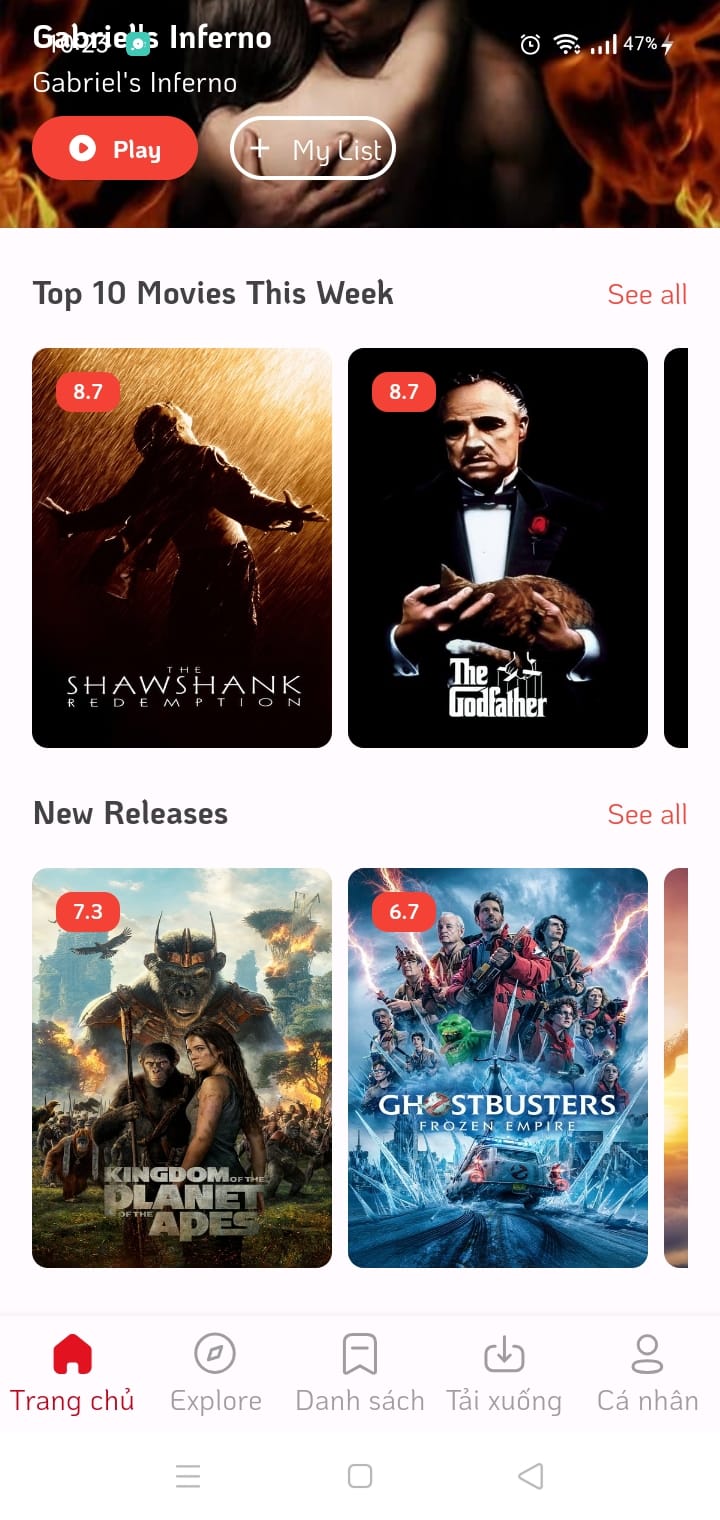 Gabriel's Inferno
10:23
47%
Gabriel's Inferno
Play
My List
Top 10 Movies This Week
See all
8.7
8.7
THE
SHAWSHANK
REDEMPTION
The
Godfather
New Releases
See all
7.3
6.7
KINGDOM OF THE
PLANET
OF THE APES
GHOSTBUSTERS
FROZEN EMPIRE
Trang chủ
Explore
Danh sách
Tải xuống
Cá nhân